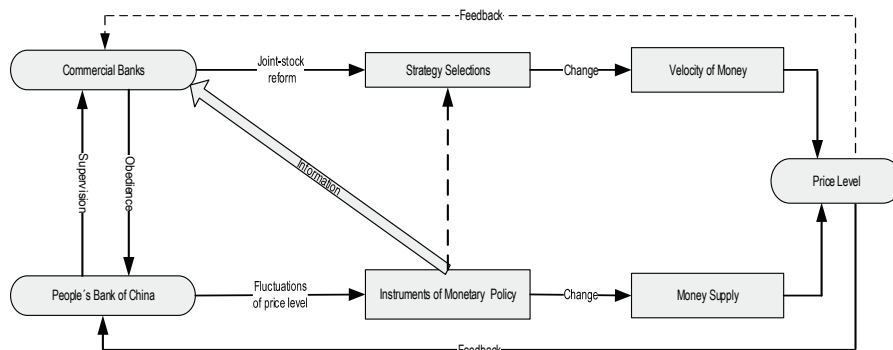 Feedback
Commercial Banks
Joint-stock
reform
Strategy Selections
Change
Velocity of Money
Supervision
Obedience
Information
Price Level
People´s Bank of China
Fluctuations
of price level
Instruments of Monetary Policy
Change
Money Supply
Feedback